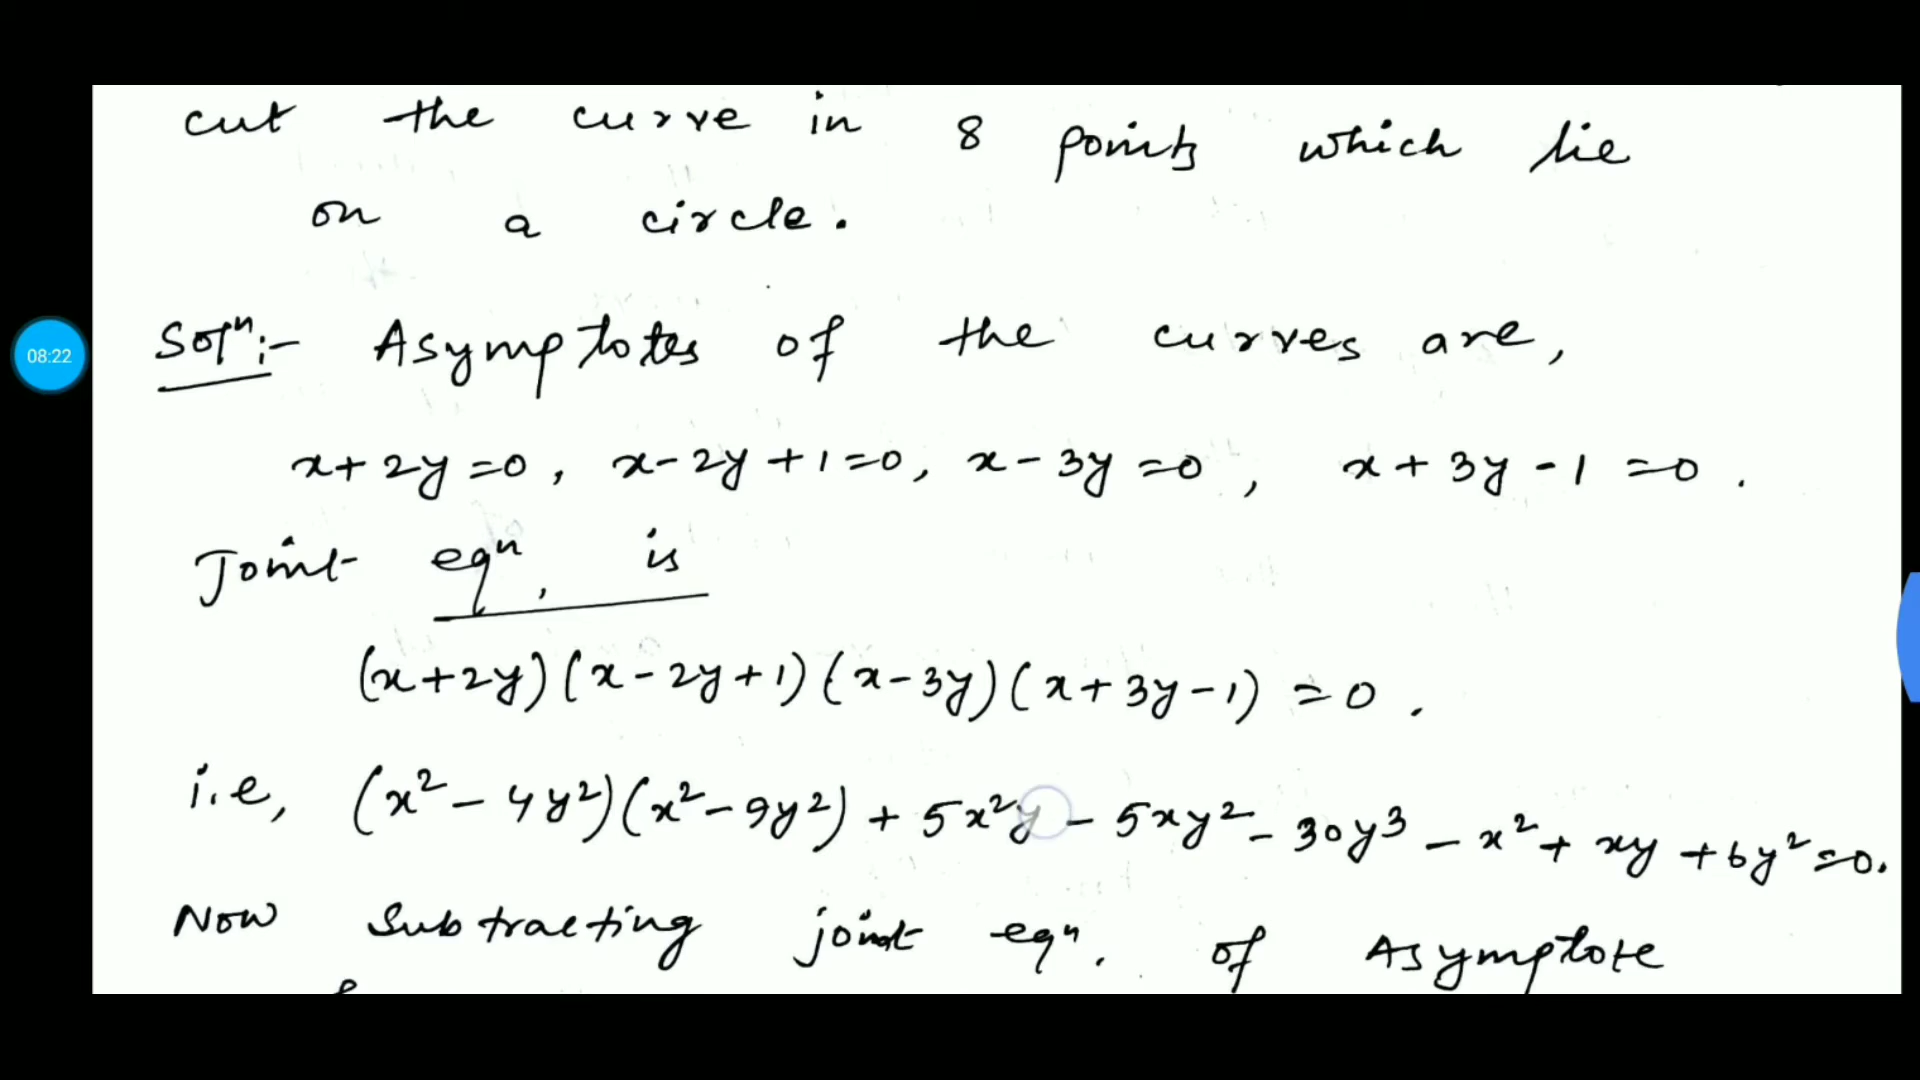 cut the curve in 8 points which lie
on a circle.
08:22
Solⁿ:- Asymptotes of the curves are,
x+2y=0, x-2y+1=0, x-3y=0, x+3y-1=0.
Joint eqⁿ. is
(x+2y)(x-2y+1)(x-3y)(x+3y-1)=0.
i.e, (x²-4y²)(x²-9y²)+5x²y-5xy²-30y³-x²+xy+6y²=0.
Now Subtracting joint eqⁿ. of Asymptote